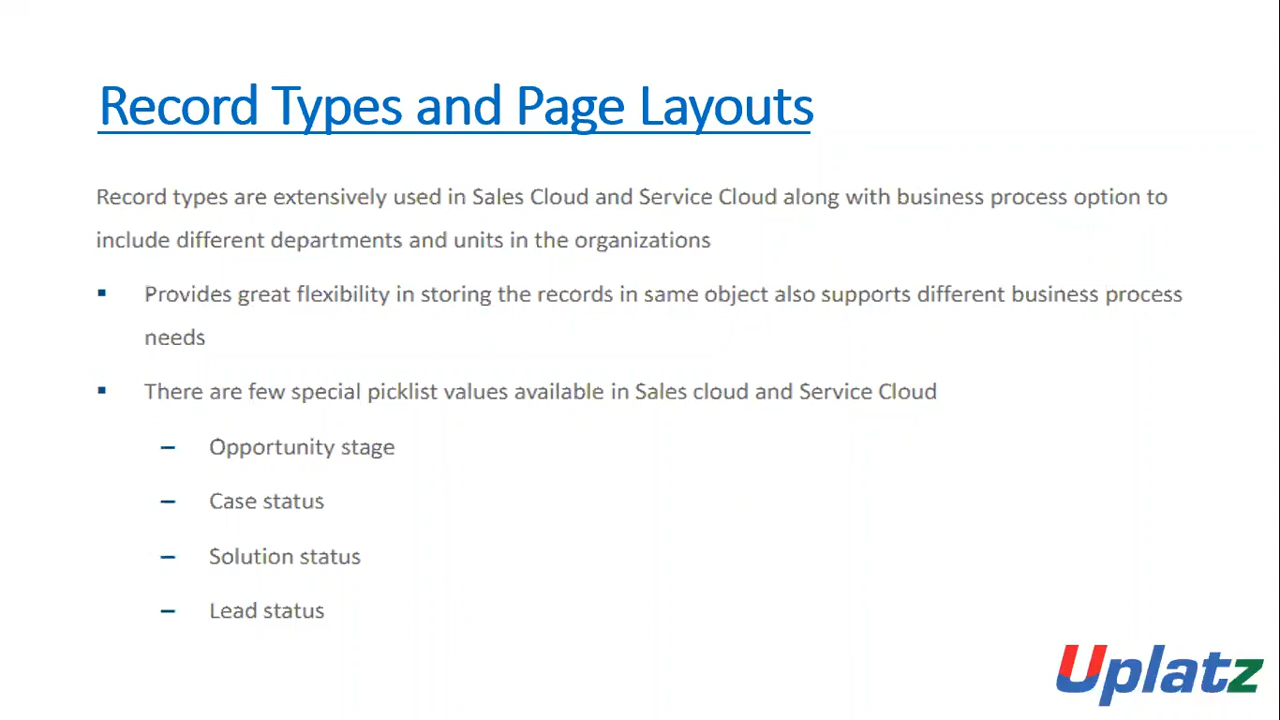 Record Types and Page Layouts
Record types are extensively used in Sales Cloud and Service Cloud along with business process option to
include different departments and units in the organizations
▪ Provides great flexibility in storing the records in same object also supports different business process
needs
▪ There are few special picklist values available in Sales cloud and Service Cloud
– Opportunity stage
– Case status
– Solution status
– Lead status
Uplatz